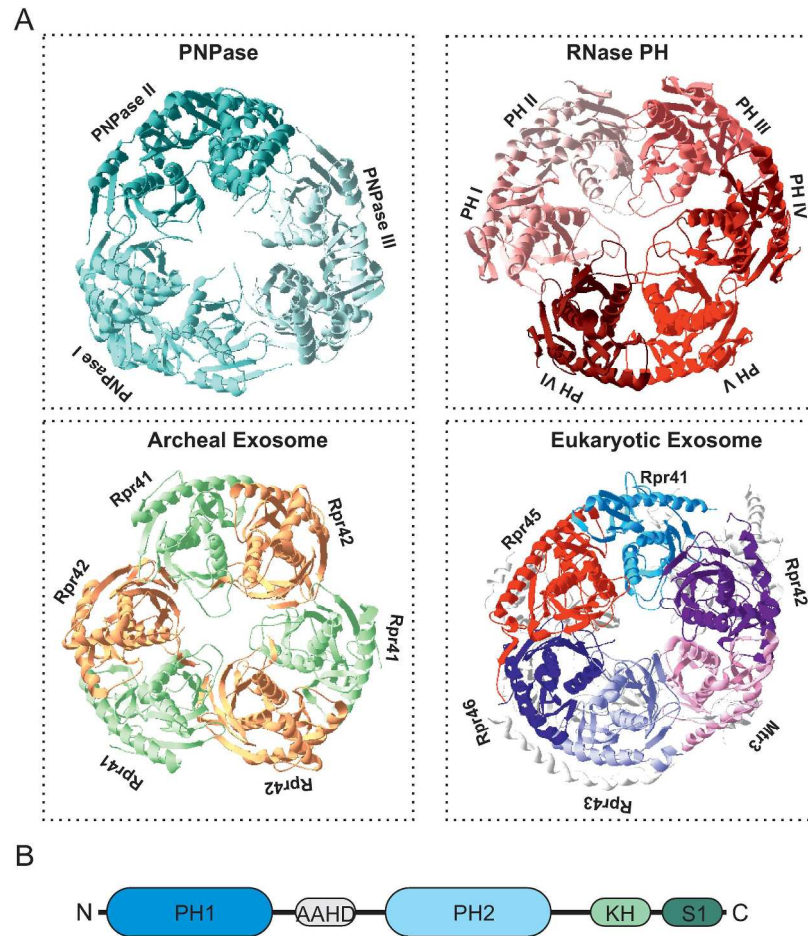 A
PNPase
PNPase II
PNPase III
PNPase I
RNase PH
PH II
PH III
PH I
PH IV
PH VI
PH V
Archeal Exosome
Rpr41
Rpr42
Rpr42
Rpr41
Rpr41
Rpr42
Eukaryotic Exosome
Rpr41
Rpr45
Rpr42
Rpr46
Mtr3
Rpr43
B
N PH1 AAHD PH2 KH S1 C